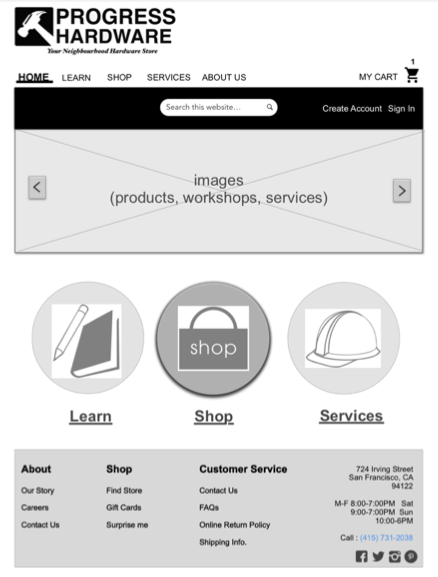 PROGRESS
HARDWARE
Your Neighbourhood Hardware Store
1
HOME LEARN SHOP SERVICES ABOUT US MY CART
Search this website... Create Account Sign In
<
images
(products, workshops, services)
>
shop
Learn Shop Services
About
Our Story
Careers
Contact Us
Shop
Find Store
Gift Cards
Surprise me
Customer Service
Contact Us
FAQs
Online Return Policy
Shipping Info.
724 Irving Street
San Francisco, CA
94122
M-F 8:00-7:00PM Sat
9:00-7:00PM Sun
10:00-6PM
Call : (415) 731-2038